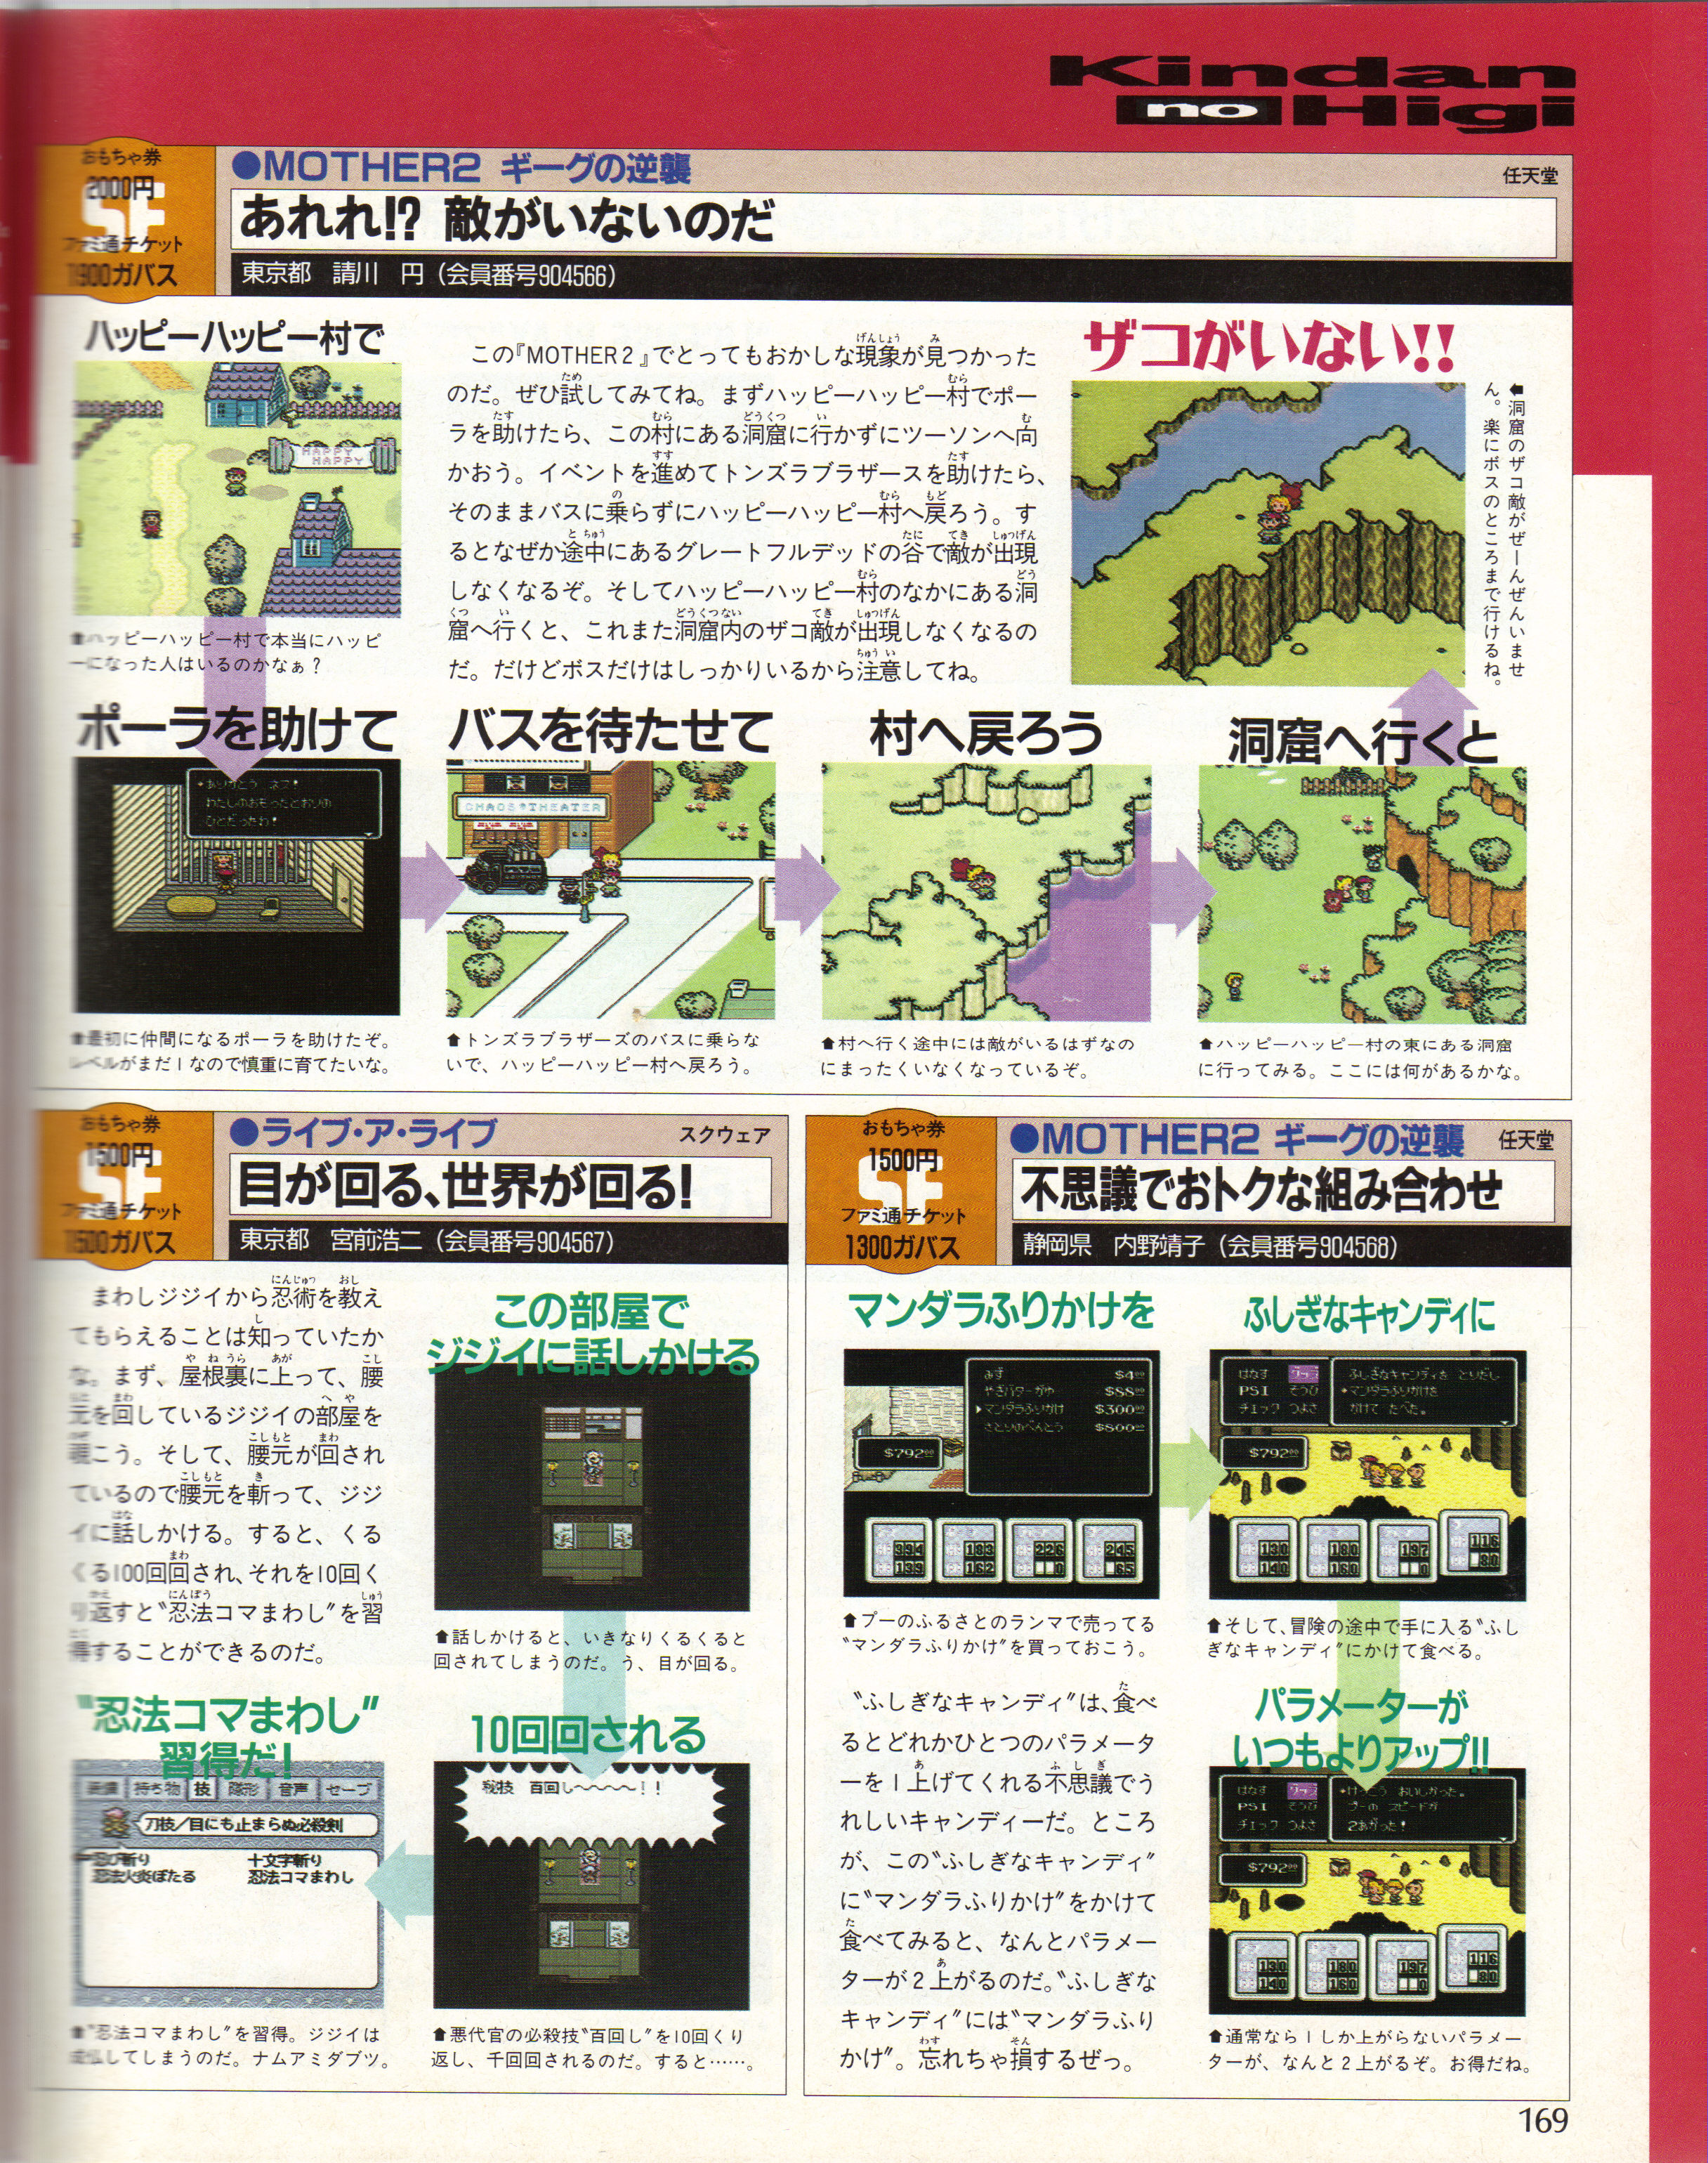 Kindan
no Higi
おもちゃ券
2000円
SF
ファミ通チケット
1900ガバス
●MOTHER2 ギーグの逆襲
任天堂
あれれ!? 敵がいないのだ
東京都 請川 円(会員番号904566)
ハッピーハッピー村で
HAPPY
HAPPY
⬆ハッピーハッピー村で本当にハッピ
ーになった人はいるのかなぁ?
この『MOTHER2』でとってもおかしな現象が見つかった
のだ。ぜひ試してみてね。まずハッピーハッピー村でポー
ラを助けたら、この村にある洞窟に行かずにツーソンへ向
かおう。イベントを進めてトンズラブラザースを助けたら、
そのままバスに乗らずにハッピーハッピー村へ戻ろう。す
るとなぜか途中にあるグレートフルデッドの谷で敵が出現
しなくなるぞ。そしてハッピーハッピー村のなかにある洞
窟へ行くと、これまた洞窟内のザコ敵が出現しなくなるの
だ。だけどボスだけはしっかりいるから注意してね。
ザコがいない!!
⬅洞窟のザコ敵がぜーんぜんいませ
ん。楽にボスのところまで行けるね。
ポーラを助けて
ありがとう ネス!
わたしのおもったとおりの
ひとだったわ!
⬆最初に仲間になるポーラを助けたぞ。
レベルがまだ1なので慎重に育てたいな。
バスを待たせて
CHAOS THEATER
⬆トンズラブラザーズのバスに乗らな
いで、ハッピーハッピー村へ戻ろう。
村へ戻ろう
⬆村へ行く途中には敵がいるはずなの
にまったくいなくなっているぞ。
洞窟へ行くと
⬆ハッピーハッピー村の東にある洞窟
に行ってみる。ここには何があるかな。
おもちゃ券
1500円
SF
ファミ通チケット
1500ガバス
●ライブ・ア・ライブ
スクウェア
目が回る、世界が回る!
東京都 宮前浩二(会員番号904567)
まわしジジイから忍術を教え
てもらえることは知っていたか
な。まず、屋根裏に上って、腰
元を回しているジジイの部屋を
覗こう。そして、腰元が回され
ているので腰元を斬って、ジジ
イに話しかける。すると、くる
くる100回回され、それを10回く
り返すと〝忍法コマまわし〟を習
得することができるのだ。
この部屋で
ジジイに話しかける
⬆話しかけると、いきなりくるくると
回されてしまうのだ。う、目が回る。
10回回される
秘技 百回し〜〜〜〜!!
⬆悪代官の必殺技〝百回し〟を10回くり
返し、千回回されるのだ。すると……。
〝忍法コマまわし〟
習得だ!
装備 持ち物 技 隠形 音声 セーブ
刀技/目にも止まらぬ必殺剣
忍び斬り 十文字斬り
忍法火炎ほたる 忍法コマまわし
⬆〝忍法コマまわし〟を習得。ジジイは
成仏してしまうのだ。ナムアミダブツ。
おもちゃ券
1500円
SF
ファミ通チケット
1300ガバス
●MOTHER2 ギーグの逆襲
任天堂
不思議でおトクな組み合わせ
静岡県 内野靖子(会員番号904568)
マンダラふりかけを
みず $4.00
やきバターがゆ $88.00
マンダラふりかけ $300.00
さとりのべんとう $800.00
$792.00
394 183 226 245
139 162 0 65
⬆プーのふるさとのランマで売ってる
〝マンダラふりかけ〟を買っておこう。
ふしぎなキャンディに
はなす グッズ
PSI そうび
チェック つよさ
ふしぎなキャンディを とりだし
マンダラふりかけを
かけて たべた。
$792.00
130 180 197 116
140 160 0 80
⬆そして、冒険の途中で手に入る〝ふし
ぎなキャンディ〟にかけて食べる。
〝ふしぎなキャンディ〟は、食べ
るとどれかひとつのパラメータ
ーを1上げてくれる不思議でう
れしいキャンディーだ。ところ
が、この〝ふしぎなキャンディ〟
に〝マンダラふりかけ〟をかけて
食べてみると、なんとパラメー
ターが2上がるのだ。〝ふしぎな
キャンディ〟には〝マンダラふり
かけ〟。忘れちゃ損するぜっ。
パラメーターが
いつもよりアップ!!
はなす グッズ
PSI そうび
チェック つよさ
けっこう おいしかった。
プーの スピードが
2あがった!
$792.00
130 180 197 116
140 160 0 80
⬆通常なら1しか上がらないパラメー
ターが、なんと2上がるぞ。お得だね。
169